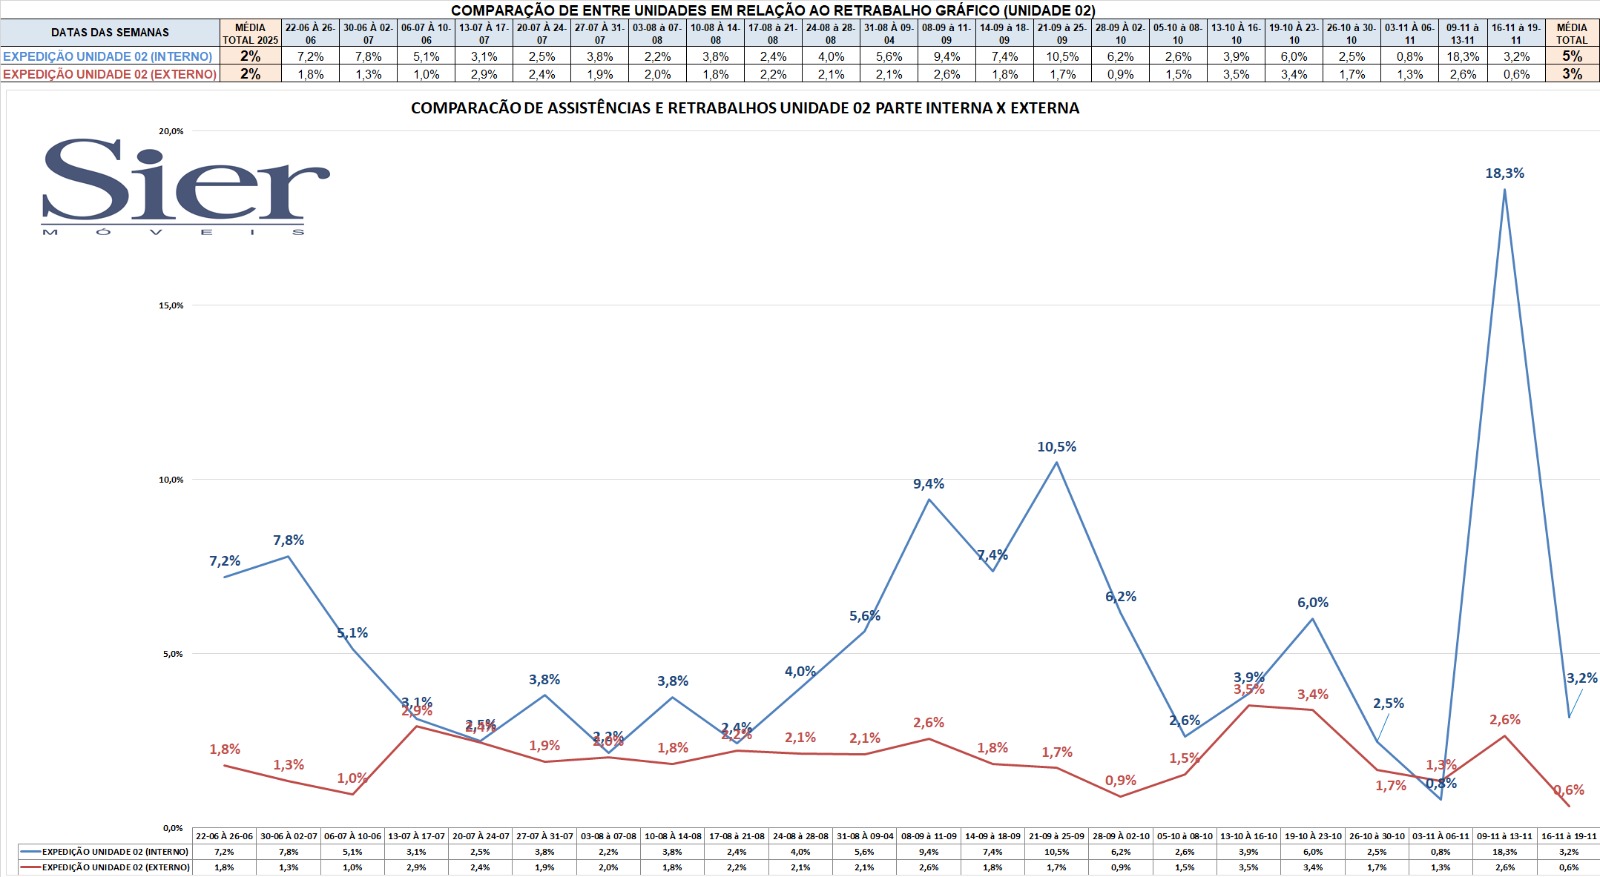 COMPARAÇÃO DE ENTRE UNIDADES EM RELAÇÃO AO RETRABALHO GRÁFICO (UNIDADE 02)
DATAS DAS SEMANAS MÉDIA TOTAL 2025 22-06 À 26-06 30-06 À 02-07 06-07 À 10-06 13-07 À 17-07 20-07 À 24-07 27-07 À 31-07 03-08 à 07-08 10-08 À 14-08 17-08 à 21-08 24-08 à 28-08 31-08 À 09-04 08-09 à 11-09 14-09 à 18-09 21-09 à 25-09 28-09 À 02-10 05-10 à 08-10 13-10 À 16-10 19-10 À 23-10 26-10 à 30-10 03-11 À 06-11 09-11 à 13-11 16-11 à 19-11 MÉDIA TOTAL
EXPEDIÇÃO UNIDADE 02 (INTERNO) 2% 7,2% 7,8% 5,1% 3,1% 2,5% 3,8% 2,2% 3,8% 2,4% 4,0% 5,6% 9,4% 7,4% 10,5% 6,2% 2,6% 3,9% 6,0% 2,5% 0,8% 18,3% 3,2% 5%
EXPEDIÇÃO UNIDADE 02 (EXTERNO) 2% 1,8% 1,3% 1,0% 2,9% 2,4% 1,9% 2,0% 1,8% 2,2% 2,1% 2,1% 2,6% 1,8% 1,7% 0,9% 1,5% 3,5% 3,4% 1,7% 1,3% 2,6% 0,6% 3%
COMPARACÃO DE ASSISTÊNCIAS E RETRABALHOS UNIDADE 02 PARTE INTERNA X EXTERNA
Sier
MÓVEIS
20,0%
15,0%
10,0%
5,0%
0,0%
7,2% 7,8% 5,1% 3,1% 2,5% 3,8% 2,2% 3,8% 2,4% 4,0% 5,6% 9,4% 7,4% 10,5% 6,2% 2,6% 3,9% 6,0% 2,5% 0,8% 18,3% 3,2%
1,8% 1,3% 1,0% 2,9% 2,4% 1,9% 2,0% 1,8% 2,2% 2,1% 2,1% 2,6% 1,8% 1,7% 0,9% 1,5% 3,5% 3,4% 1,7% 1,3% 2,6% 0,6%
22-06 À 26-06 30-06 À 02-07 06-07 À 10-06 13-07 À 17-07 20-07 À 24-07 27-07 À 31-07 03-08 à 07-08 10-08 À 14-08 17-08 à 21-08 24-08 à 28-08 31-08 À 09-04 08-09 à 11-09 14-09 à 18-09 21-09 à 25-09 28-09 À 02-10 05-10 à 08-10 13-10 À 16-10 19-10 À 23-10 26-10 à 30-10 03-11 À 06-11 09-11 à 13-11 16-11 à 19-11
EXPEDIÇÃO UNIDADE 02 (INTERNO) 7,2% 7,8% 5,1% 3,1% 2,5% 3,8% 2,2% 3,8% 2,4% 4,0% 5,6% 9,4% 7,4% 10,5% 6,2% 2,6% 3,9% 6,0% 2,5% 0,8% 18,3% 3,2%
EXPEDIÇÃO UNIDADE 02 (EXTERNO) 1,8% 1,3% 1,0% 2,9% 2,4% 1,9% 2,0% 1,8% 2,2% 2,1% 2,1% 2,6% 1,8% 1,7% 0,9% 1,5% 3,5% 3,4% 1,7% 1,3% 2,6% 0,6%